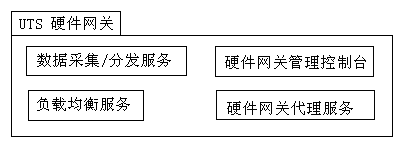 UTS 硬件网关
数据采集/分发服务
硬件网关管理控制台
负载均衡服务
硬件网关代理服务